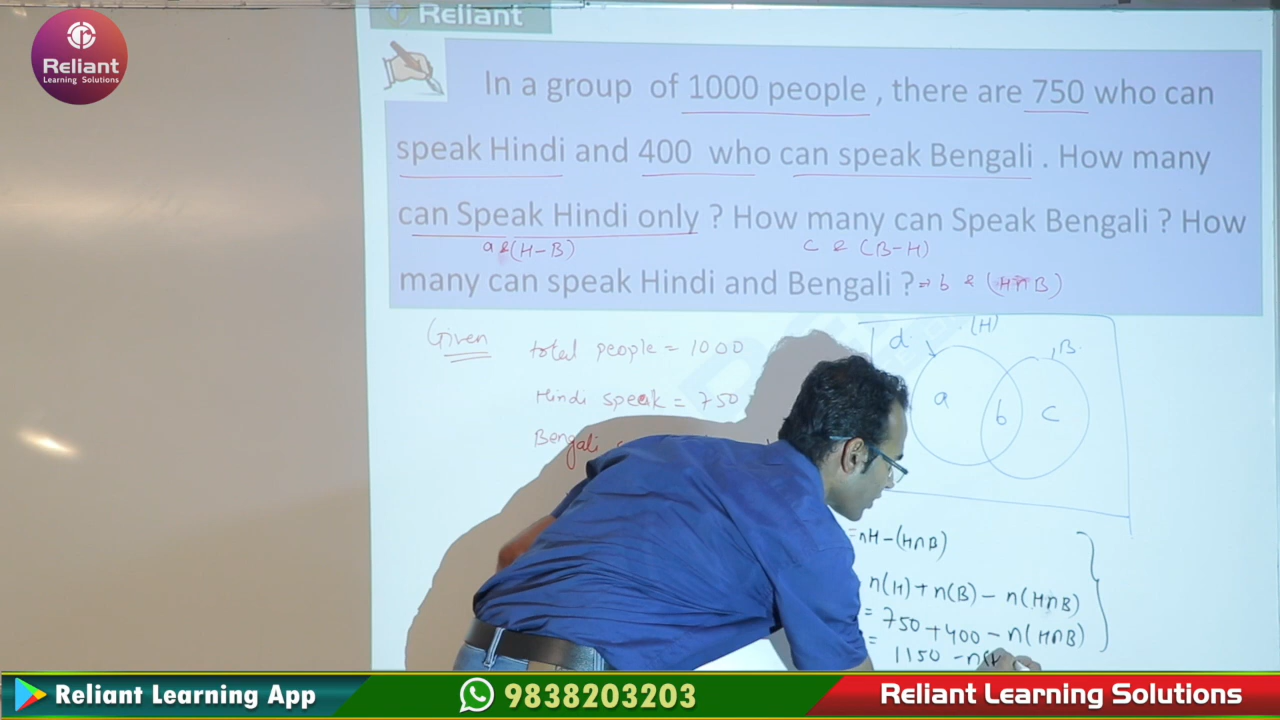 Reliant
Reliant
Learning Solutions
In a group of 1000 people , there are 750 who can
speak Hindi and 400 who can speak Bengali . How many
can Speak Hindi only ? How many can Speak Bengali ? How
a & (H-B)
c & (B-H)
many can speak Hindi and Bengali ? → b & (H∩B)
Given
total people = 1000
Hindi speak = 750
Bengali
d
(H)
B
a
b
c
=nH-(H∩B)
n(H)+n(B)-n(H∩B)
= 750 +400 -n(H∩B)
= 1150 -n(
Reliant Learning App
9838203203
Reliant Learning Solutions